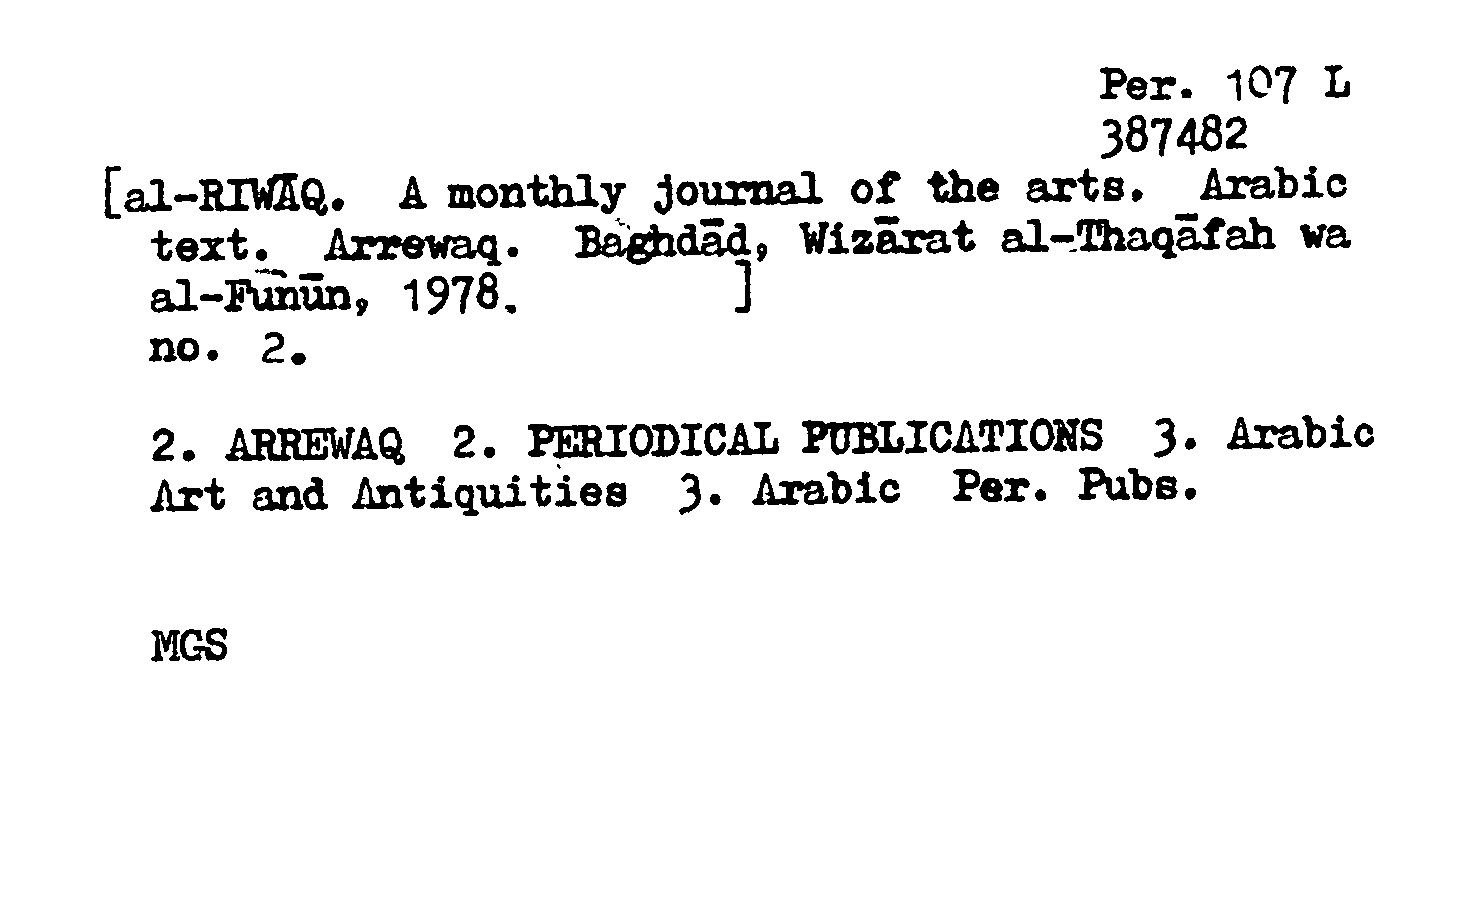 Per. 107 L
387482
[al-RIWĀQ. A monthly journal of the arts. Arabic
text. Arrewaq. Baghdād, Wizārat al-Thaqāfah wa
al-Funūn, 1978. ]
no. 2.
2. ARREWAQ 2. PERIODICAL PUBLICATIONS 3. Arabic
Art and Antiquities 3. Arabic Per. Pubs.
MGS